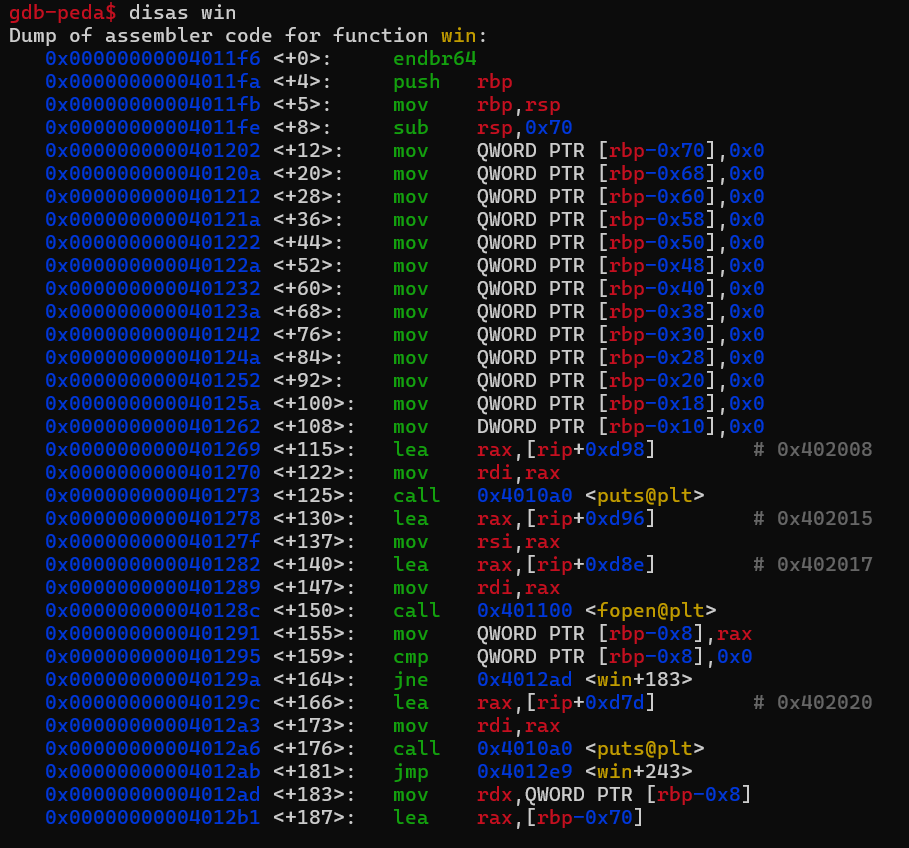 gdb-peda$ disas win
Dump of assembler code for function win:
0x00000000004011f6 <+0>: endbr64
0x00000000004011fa <+4>: push rbp
0x00000000004011fb <+5>: mov rbp,rsp
0x00000000004011fe <+8>: sub rsp,0x70
0x0000000000401202 <+12>: mov QWORD PTR [rbp-0x70],0x0
0x000000000040120a <+20>: mov QWORD PTR [rbp-0x68],0x0
0x0000000000401212 <+28>: mov QWORD PTR [rbp-0x60],0x0
0x000000000040121a <+36>: mov QWORD PTR [rbp-0x58],0x0
0x0000000000401222 <+44>: mov QWORD PTR [rbp-0x50],0x0
0x000000000040122a <+52>: mov QWORD PTR [rbp-0x48],0x0
0x0000000000401232 <+60>: mov QWORD PTR [rbp-0x40],0x0
0x000000000040123a <+68>: mov QWORD PTR [rbp-0x38],0x0
0x0000000000401242 <+76>: mov QWORD PTR [rbp-0x30],0x0
0x000000000040124a <+84>: mov QWORD PTR [rbp-0x28],0x0
0x0000000000401252 <+92>: mov QWORD PTR [rbp-0x20],0x0
0x000000000040125a <+100>: mov QWORD PTR [rbp-0x18],0x0
0x0000000000401262 <+108>: mov DWORD PTR [rbp-0x10],0x0
0x0000000000401269 <+115>: lea rax,[rip+0xd98] # 0x402008
0x0000000000401270 <+122>: mov rdi,rax
0x0000000000401273 <+125>: call 0x4010a0 <puts@plt>
0x0000000000401278 <+130>: lea rax,[rip+0xd96] # 0x402015
0x000000000040127f <+137>: mov rsi,rax
0x0000000000401282 <+140>: lea rax,[rip+0xd8e] # 0x402017
0x0000000000401289 <+147>: mov rdi,rax
0x000000000040128c <+150>: call 0x401100 <fopen@plt>
0x0000000000401291 <+155>: mov QWORD PTR [rbp-0x8],rax
0x0000000000401295 <+159>: cmp QWORD PTR [rbp-0x8],0x0
0x000000000040129a <+164>: jne 0x4012ad <win+183>
0x000000000040129c <+166>: lea rax,[rip+0xd7d] # 0x402020
0x00000000004012a3 <+173>: mov rdi,rax
0x00000000004012a6 <+176>: call 0x4010a0 <puts@plt>
0x00000000004012ab <+181>: jmp 0x4012e9 <win+243>
0x00000000004012ad <+183>: mov rdx,QWORD PTR [rbp-0x8]
0x00000000004012b1 <+187>: lea rax,[rbp-0x70]